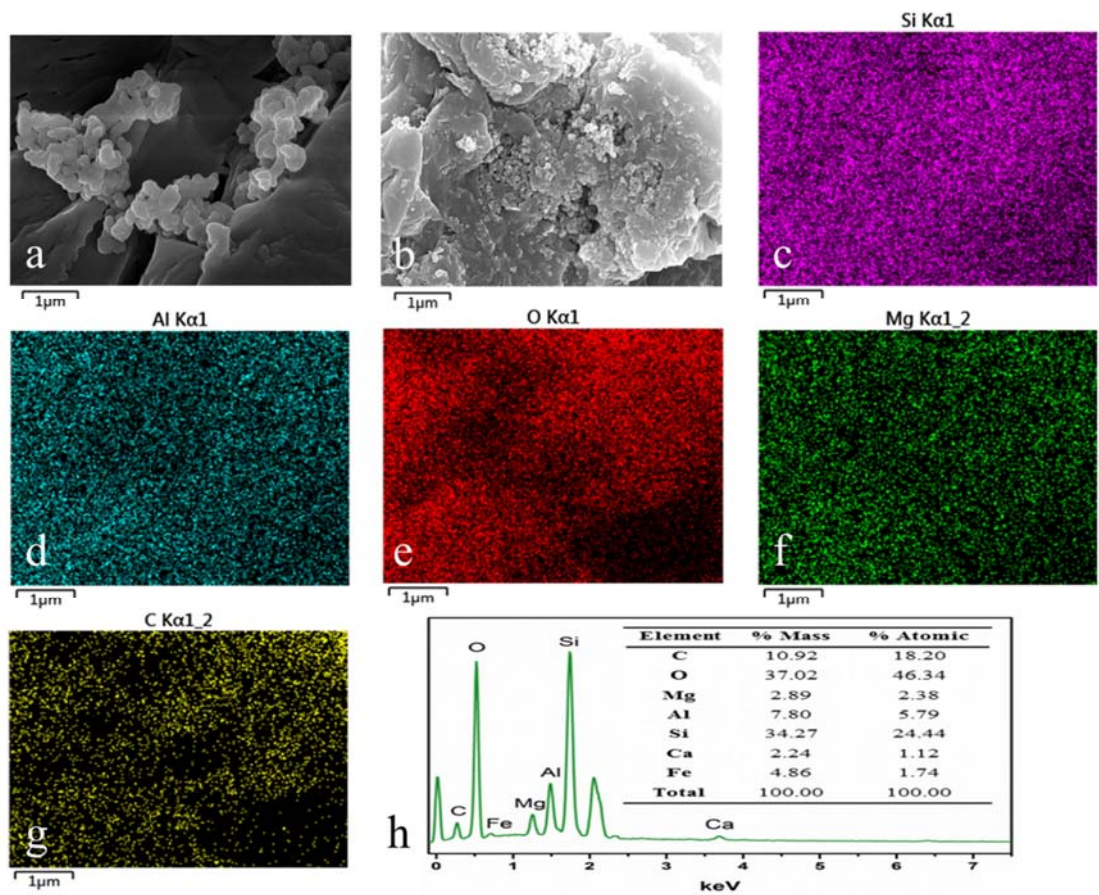 Si Kα1
a
b
c
1µm
1µm
1µm
Al Kα1
O Kα1
Mg Kα1_2
d
e
f
1µm
1µm
1µm
C Kα1_2
g
1µm
h
O
Si
C
Fe
Mg
Al
Ca
Element % Mass % Atomic
C 10.92 18.20
O 37.02 46.34
Mg 2.89 2.38
Al 7.80 5.79
Si 34.27 24.44
Ca 2.24 1.12
Fe 4.86 1.74
Total 100.00 100.00
0 1 2 3 4 5 6 7
keV